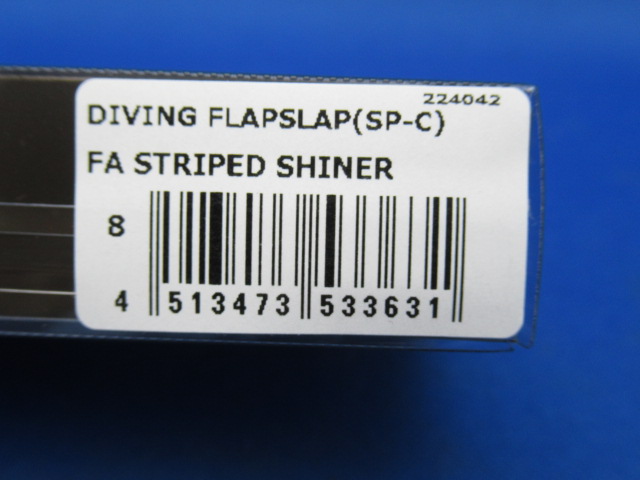 224042
DIVING FLAPSLAP(SP-C)
FA STRIPED SHINER
8
4 513473 533631